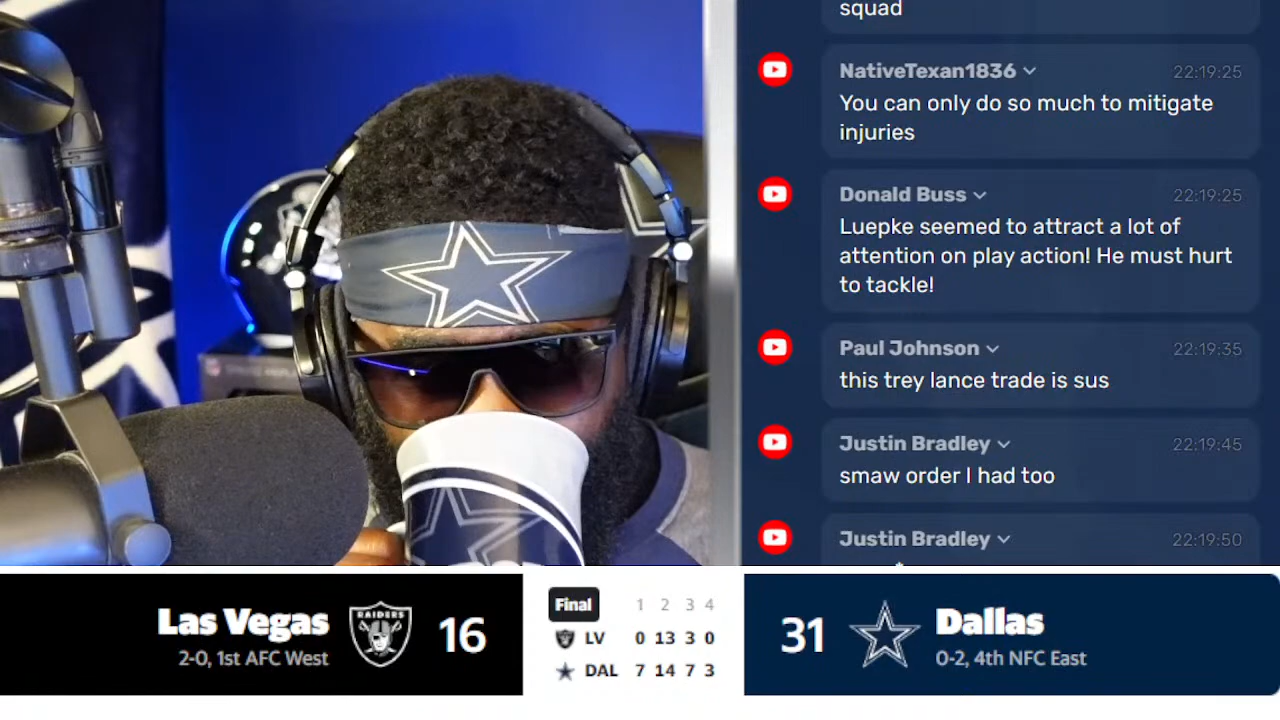 squad
NativeTexan1836 22:19:25
You can only do so much to mitigate
injuries
Donald Buss 22:19:25
Luepke seemed to attract a lot of
attention on play action! He must hurt
to tackle!
Paul Johnson 22:19:35
this trey lance trade is sus
Justin Bradley 22:19:45
smaw order I had too
Justin Bradley 22:19:50
Las Vegas
2-0, 1st AFC West
RAIDERS
16
Final 1 2 3 4
LV 0 13 3 0
DAL 7 14 7 3
31
Dallas
0-2, 4th NFC East